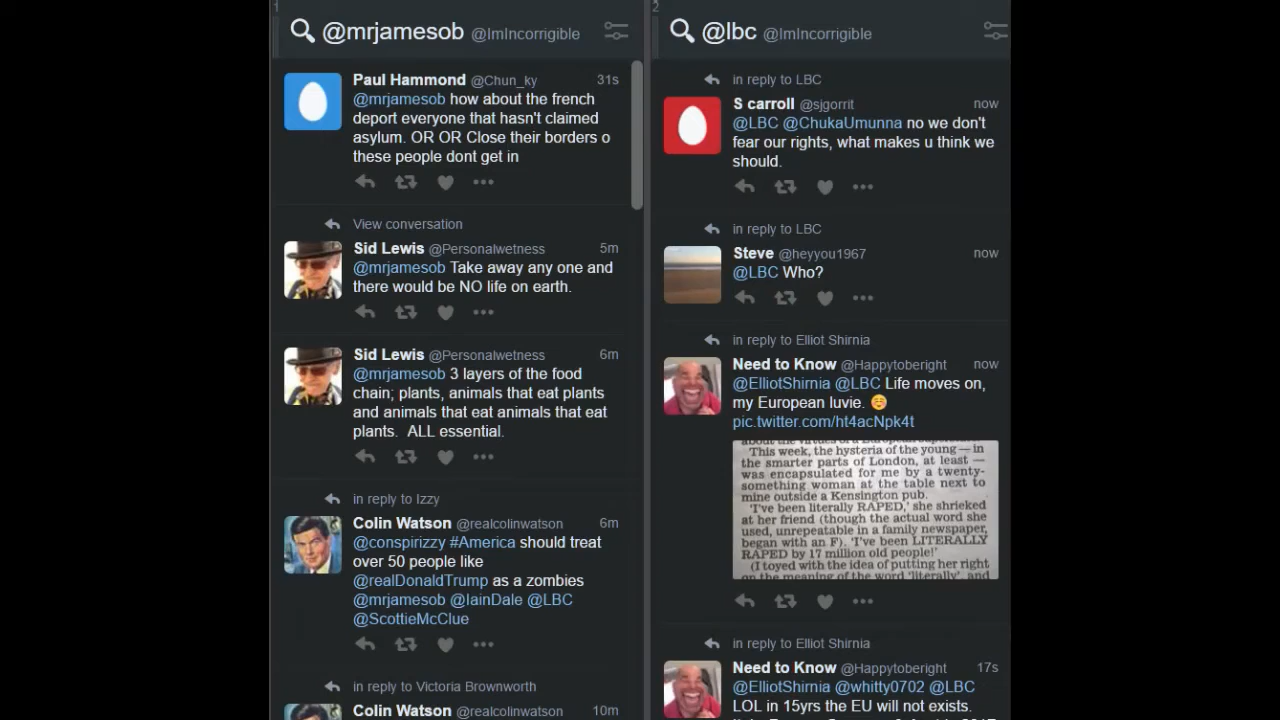 1
@mrjamesob @ImIncorrigible
Paul Hammond @Chun_ky 31s
@mrjamesob how about the french
deport everyone that hasn't claimed
asylum. OR OR Close their borders o
these people dont get in
View conversation
Sid Lewis @Personalwetness 5m
@mrjamesob Take away any one and
there would be NO life on earth.
Sid Lewis @Personalwetness 6m
@mrjamesob 3 layers of the food
chain; plants, animals that eat plants
and animals that eat animals that eat
plants. ALL essential.
in reply to Izzy
Colin Watson @realcolinwatson 6m
@conspirizzy #America should treat
over 50 people like
@realDonaldTrump as a zombies
@mrjamesob @IainDale @LBC
@ScottieMcClue
in reply to Victoria Brownworth
Colin Watson @realcolinwatson 10m
2
@lbc @ImIncorrigible
in reply to LBC
S carroll @sjgorrit now
@LBC @ChukaUmunna no we don't
fear our rights, what makes u think we
should.
in reply to LBC
Steve @heyyou1967 now
@LBC Who?
in reply to Elliot Shirnia
Need to Know @Happytoberight now
@ElliotShirnia @LBC Life moves on,
my European luvie. ☺️
pic.twitter.com/ht4acNpk4t
about the virtues of a European
This week, the hysteria of the young — in
the smarter parts of London, at least —
was encapsulated for me by a twenty-
something woman at the table next to
mine outside a Kensington pub.
'I've been literally RAPED,' she shrieked
at her friend (though the actual word she
used, unrepeatable in a family newspaper,
began with an F). 'I've been LITERALLY
RAPED by 17 million old people!'
(I toyed with the idea of putting her right
on the meaning of the word 'literally', and
in reply to Elliot Shirnia
Need to Know @Happytoberight 17s
@ElliotShirnia @whitty0702 @LBC
LOL in 15yrs the EU will not exists.